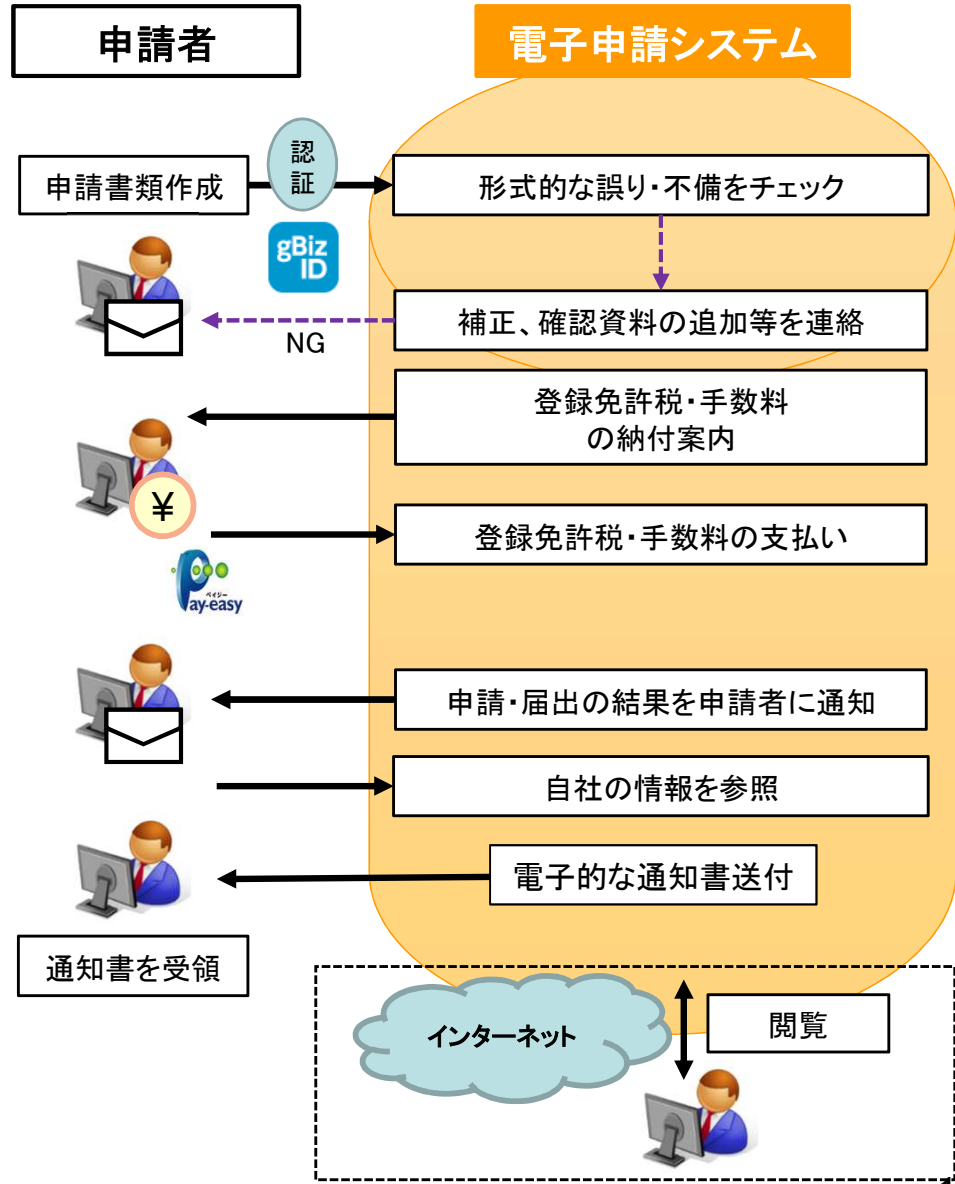 申請者
電子申請システム
認
証
申請書類作成
形式的な誤り・不備をチェック
gBiz
ID
補正、確認資料の追加等を連絡
NG
登録免許税・手数料
の納付案内
¥
登録免許税・手数料の支払い
ペイジー
Pay-easy
申請・届出の結果を申請者に通知
自社の情報を参照
電子的な通知書送付
通知書を受領
インターネット
閲覧